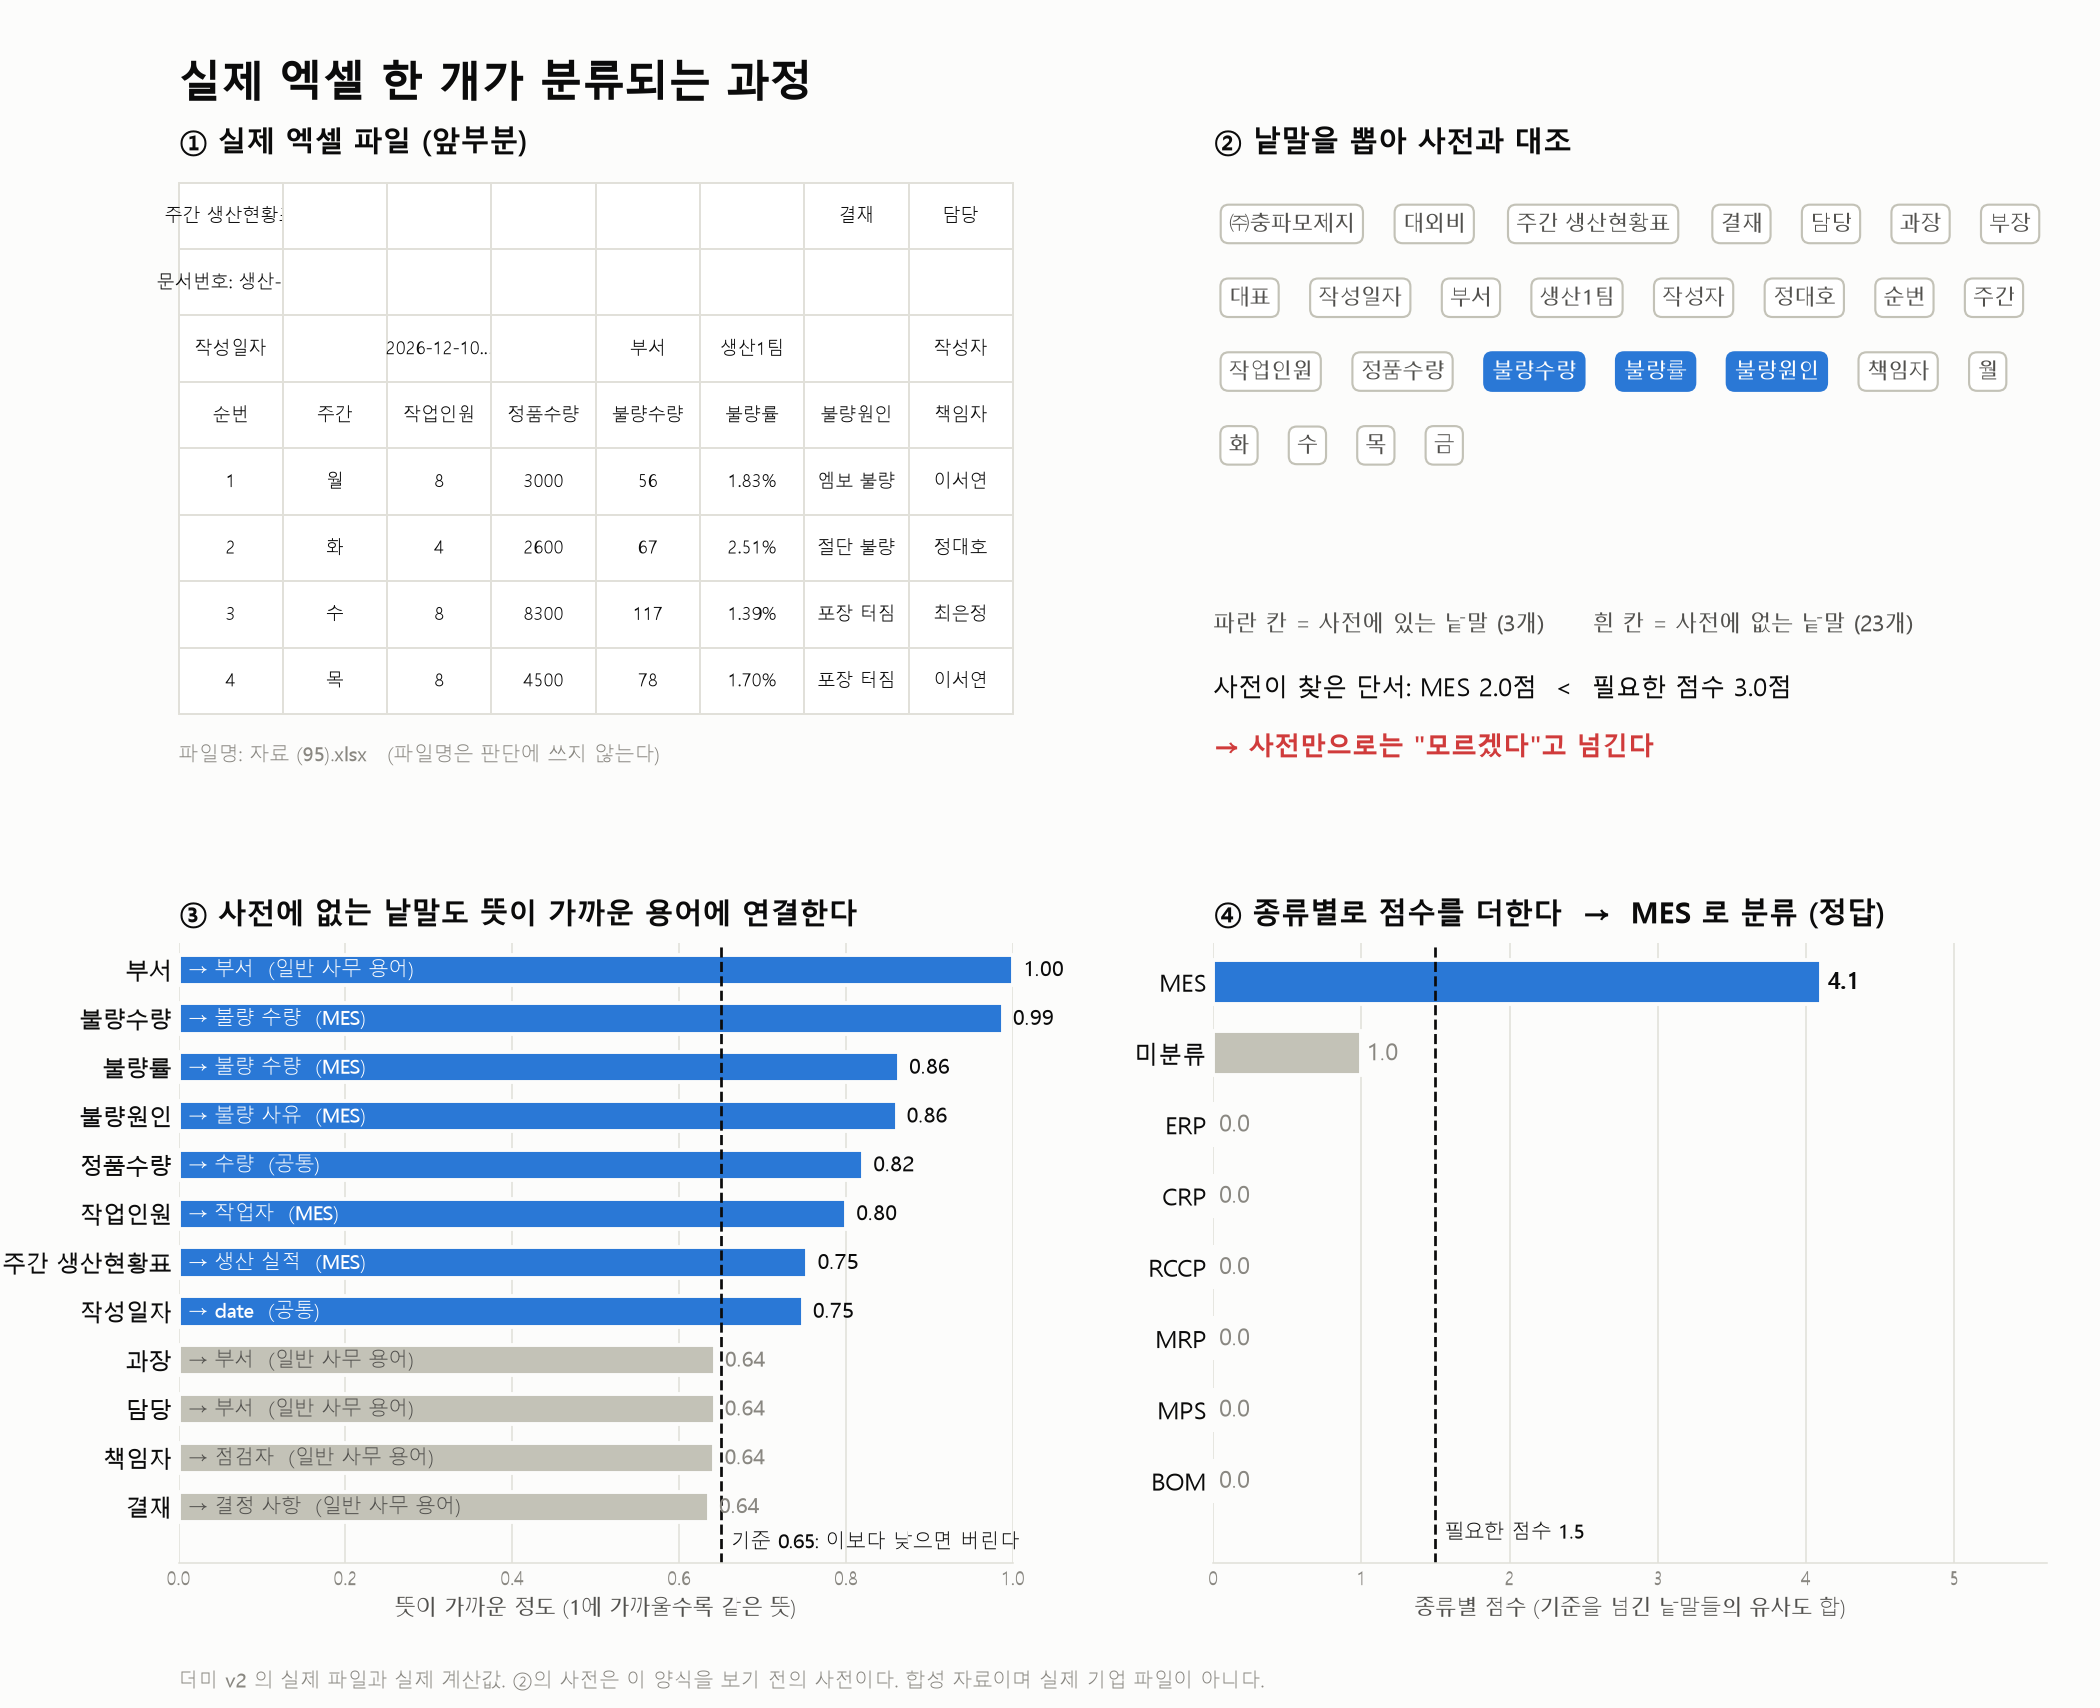 실제 엑셀 한 개가 분류되는 과정
① 실제 엑셀 파일 (앞부분)
주간 생산현황 결재 담당
문서번호: 생산-
작성일자 2026-12-10.. 부서 생산1팀 작성자
순번 주간 작업인원 정품수량 불량수량 불량률 불량원인 책임자
1 월 8 3000 56 1.83% 엠보 불량 이서연
2 화 4 2600 67 2.51% 절단 불량 정대호
3 수 8 8300 117 1.39% 포장 터짐 최은정
4 목 8 4500 78 1.70% 포장 터짐 이서연
파일명: 자료 (95).xlsx (파일명은 판단에 쓰지 않는다)
② 낱말을 뽑아 사전과 대조
㈜충파모제지 대외비 주간 생산현황표 결재 담당 과장 부장
대표 작성일자 부서 생산1팀 작성자 정대호 순번 주간
작업인원 정품수량 불량수량 불량률 불량원인 책임자 월
화 수 목 금
파란 칸 = 사전에 있는 낱말 (3개) 흰 칸 = 사전에 없는 낱말 (23개)
사전이 찾은 단서: MES 2.0점 < 필요한 점수 3.0점
→ 사전만으로는 "모르겠다"고 넘긴다
③ 사전에 없는 낱말도 뜻이 가까운 용어에 연결한다
부서 → 부서 (일반 사무 용어) 1.00
불량수량 → 불량 수량 (MES) 0.99
불량률 → 불량 수량 (MES) 0.86
불량원인 → 불량 사유 (MES) 0.86
정품수량 → 수량 (공통) 0.82
작업인원 → 작업자 (MES) 0.80
주간 생산현황표 → 생산 실적 (MES) 0.75
작성일자 → date (공통) 0.75
과장 → 부서 (일반 사무 용어) 0.64
담당 → 부서 (일반 사무 용어) 0.64
책임자 → 점검자 (일반 사무 용어) 0.64
결재 → 결정 사항 (일반 사무 용어) 0.64
기준 0.65: 이보다 낮으면 버린다
0.0 0.2 0.4 0.6 0.8 1.0
뜻이 가까운 정도 (1에 가까울수록 같은 뜻)
④ 종류별로 점수를 더한다 → MES 로 분류 (정답)
MES 4.1
미분류 1.0
ERP 0.0
CRP 0.0
RCCP 0.0
MRP 0.0
MPS 0.0
BOM 0.0
필요한 점수 1.5
0 1 2 3 4 5
종류별 점수 (기준을 넘긴 낱말들의 유사도 합)
더미 v2 의 실제 파일과 실제 계산값. ②의 사전은 이 양식을 보기 전의 사전이다. 합성 자료이며 실제 기업 파일이 아니다.